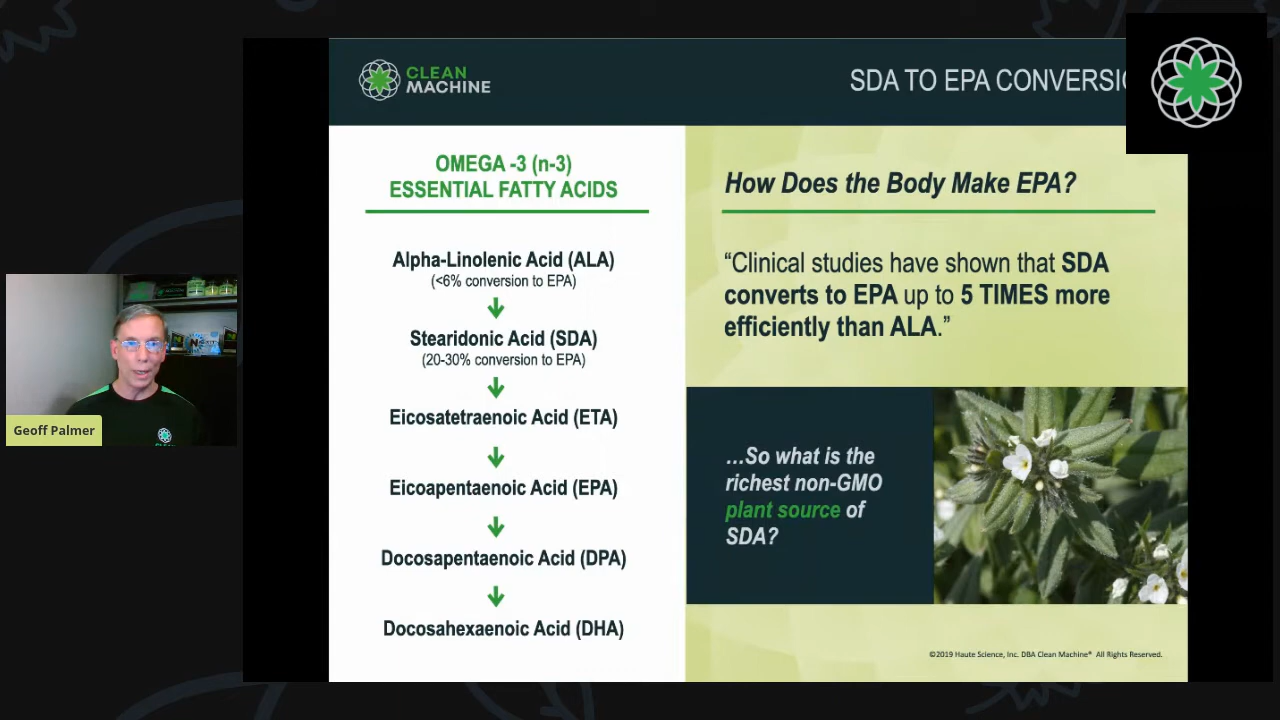 CLEAN
MACHINE
SDA TO EPA CONVERSI
OMEGA -3 (n-3)
ESSENTIAL FATTY ACIDS
Alpha-Linolenic Acid (ALA)
(<6% conversion to EPA)
Stearidonic Acid (SDA)
(20-30% conversion to EPA)
Eicosatetraenoic Acid (ETA)
Eicoapentaenoic Acid (EPA)
Docosapentaenoic Acid (DPA)
Docosahexaenoic Acid (DHA)
How Does the Body Make EPA?
“Clinical studies have shown that SDA
converts to EPA up to 5 TIMES more
efficiently than ALA.”
…So what is the
richest non-GMO
plant source of
SDA?
©2019 Haute Science, Inc. DBA Clean Machine® All Rights Reserved.
Geoff Palmer